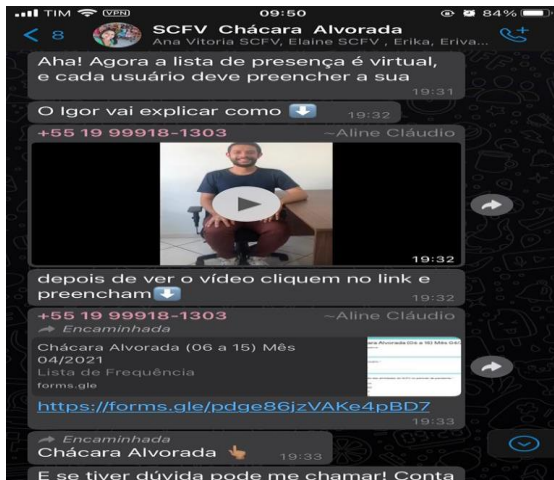 TIM VPN 09:50 84%
8 SCFV Chácara Alvorada
Ana Vitoria SCFV, Elaine SCFV , Erika, Eriva...
Aha! Agora a lista de presença é virtual,
e cada usuário deve preencher a sua
19:31
O Igor vai explicar como ⬇️ 19:32
+55 19 99918-1303 ~Aline Cláudio
19:32
depois de ver o vídeo cliquem no link e
preencham⬇️ 19:32
+55 19 99918-1303 ~Aline Cláudio
Encaminhada
Chácara Alvorada (06 a 15) Mês
04/2021
Lista de Frequência
forms.gle
https://forms.gle/pdge86jzVAKe4pBD7
19:33
Encaminhada
Chácara Alvorada 👆 19:33
E se tiver dúvida pode me chamar! Conta